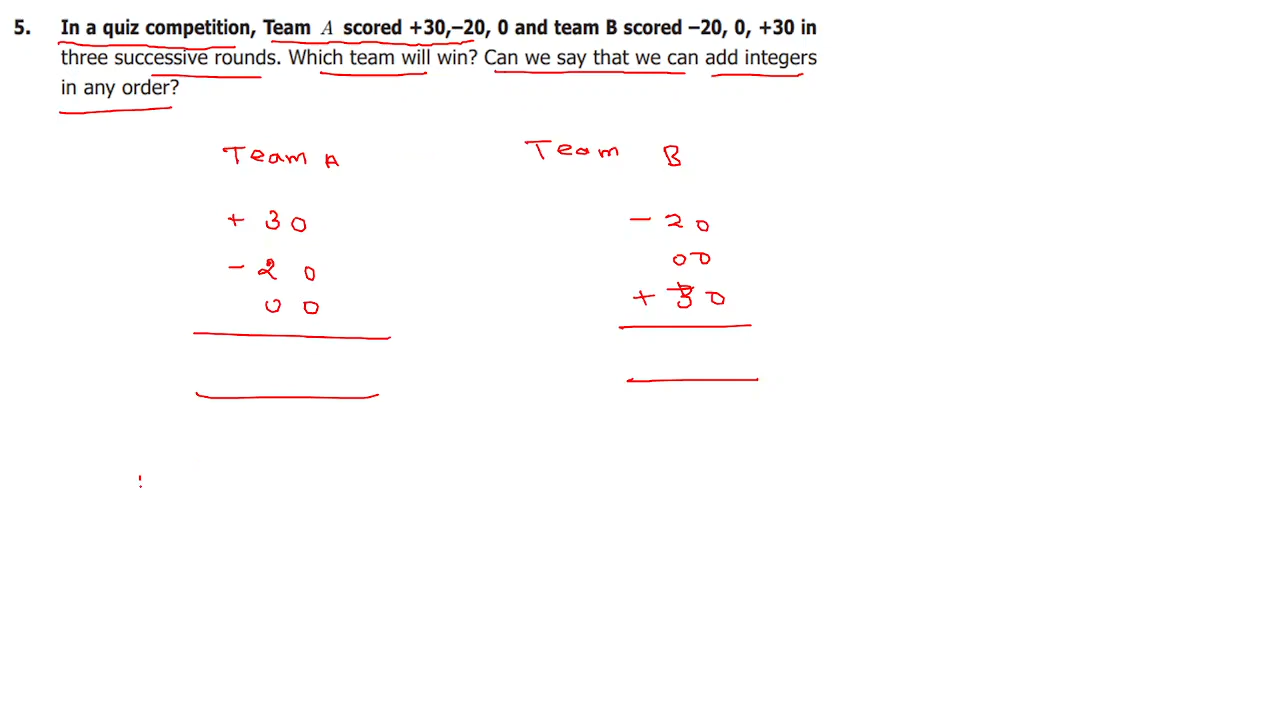 5. In a quiz competition, Team A scored +30,–20, 0 and team B scored –20, 0, +30 in
three successive rounds. Which team will win? Can we say that we can add integers
in any order?
Team A Team B
+ 30 - 20
- 20 00
00 + 30